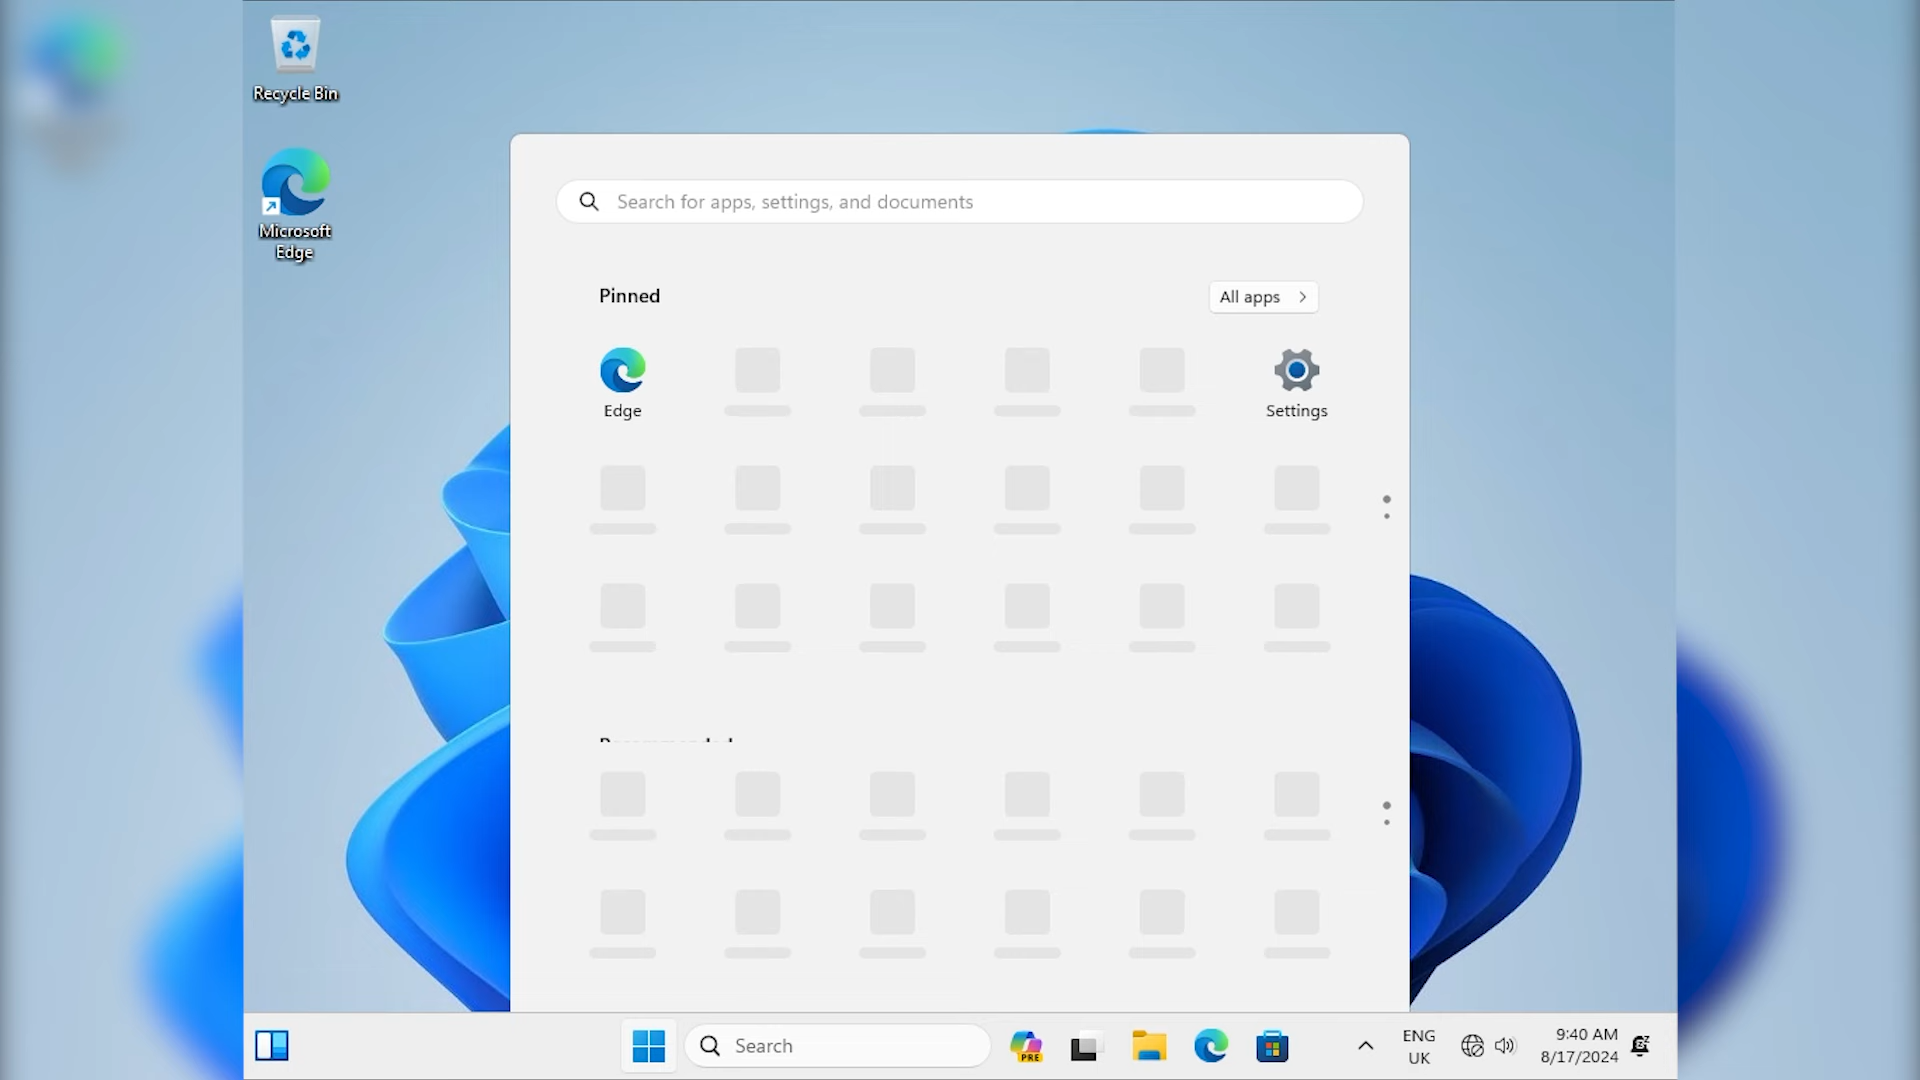 Recycle Bin
Microsoft
Edge
Search for apps, settings, and documents
Pinned
All apps
Edge
Settings
Search
PRE
ENG
UK
9:40 AM
8/17/2024